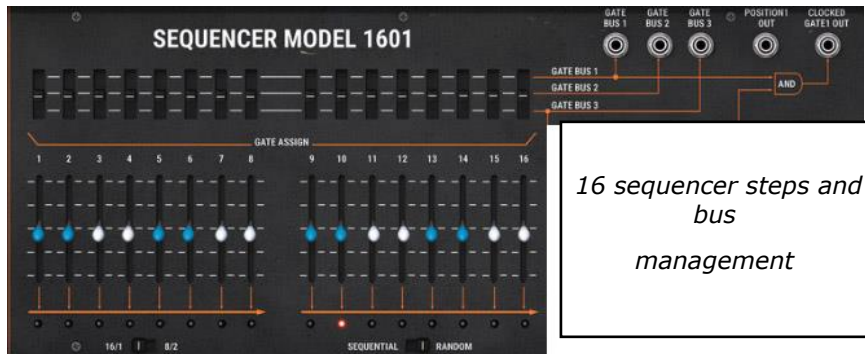 SEQUENCER MODEL 1601
GATE BUS 1
GATE BUS 2
GATE BUS 3
POSITION1 OUT
CLOCKED GATE1 OUT
GATE BUS 1
GATE BUS 2
GATE BUS 3
AND
GATE ASSIGN
1 2 3 4 5 6 7 8 9 10 11 12 13 14 15 16
16 sequencer steps and
bus
management
16/1 8/2
SEQUENTIAL RANDOM